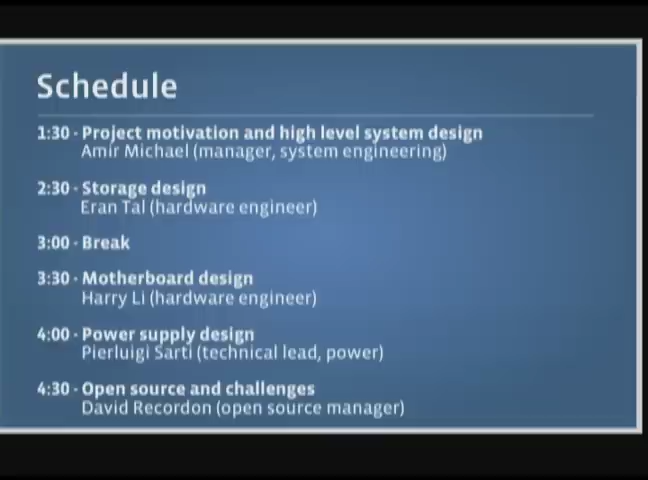 Schedule
1:30 - Project motivation and high level system design
Amir Michael (manager, system engineering)
2:30 - Storage design
Eran Tal (hardware engineer)
3:00 - Break
3:30 - Motherboard design
Harry Li (hardware engineer)
4:00 - Power supply design
Pierluigi Sarti (technical lead, power)
4:30 - Open source and challenges
David Recordon (open source manager)